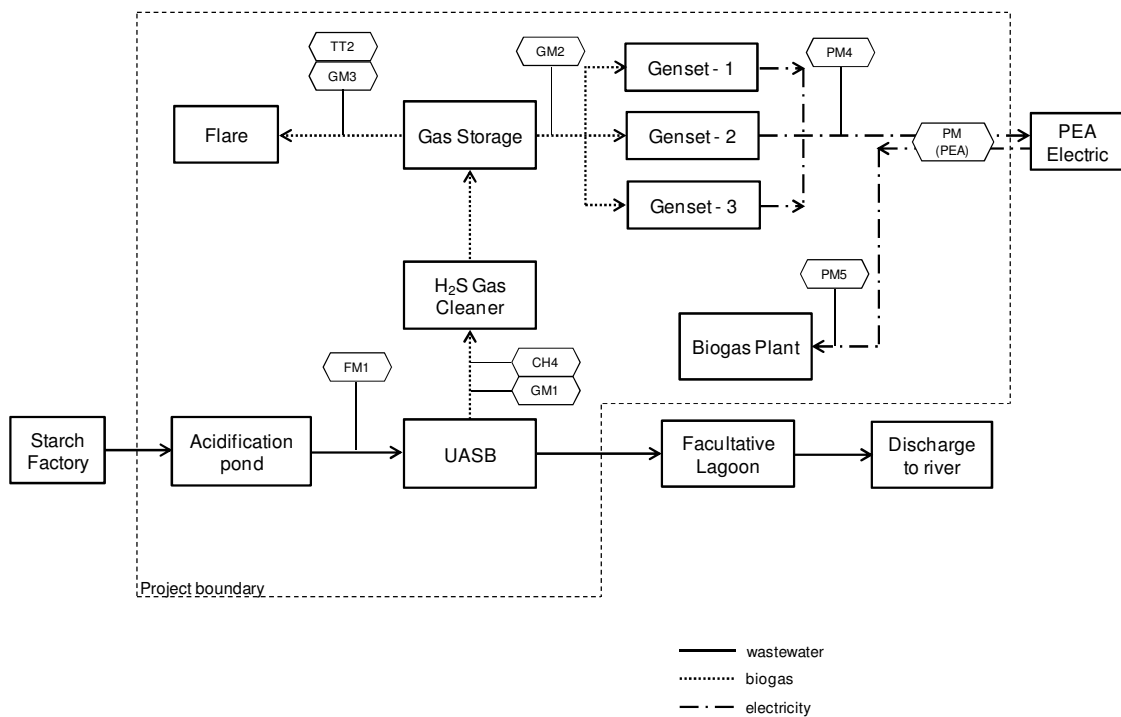 TT2
GM3
GM2
Genset - 1
PM4
Flare
Gas Storage
Genset - 2
PM
(PEA)
PEA
Electric
Genset - 3
H₂S Gas
Cleaner
PM5
Biogas Plant
FM1
CH4
GM1
Starch
Factory
Acidification
pond
UASB
Facultative
Lagoon
Discharge
to river
Project boundary
wastewater
biogas
electricity